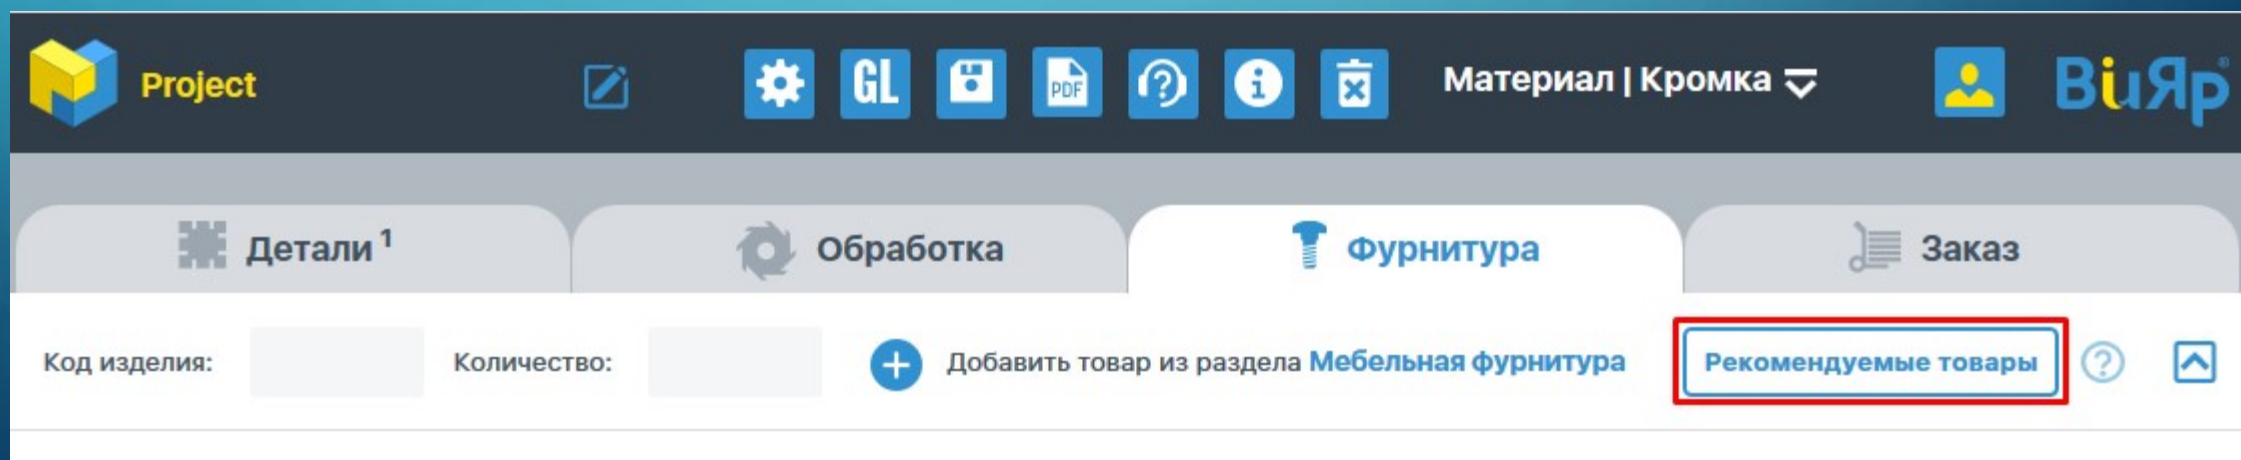 Project GL PDF Материал | Кромка ВиЯр®
Детали 1 Обработка Фурнитура Заказ
Код изделия: Количество: Добавить товар из раздела Мебельная фурнитура Рекомендуемые товары ?